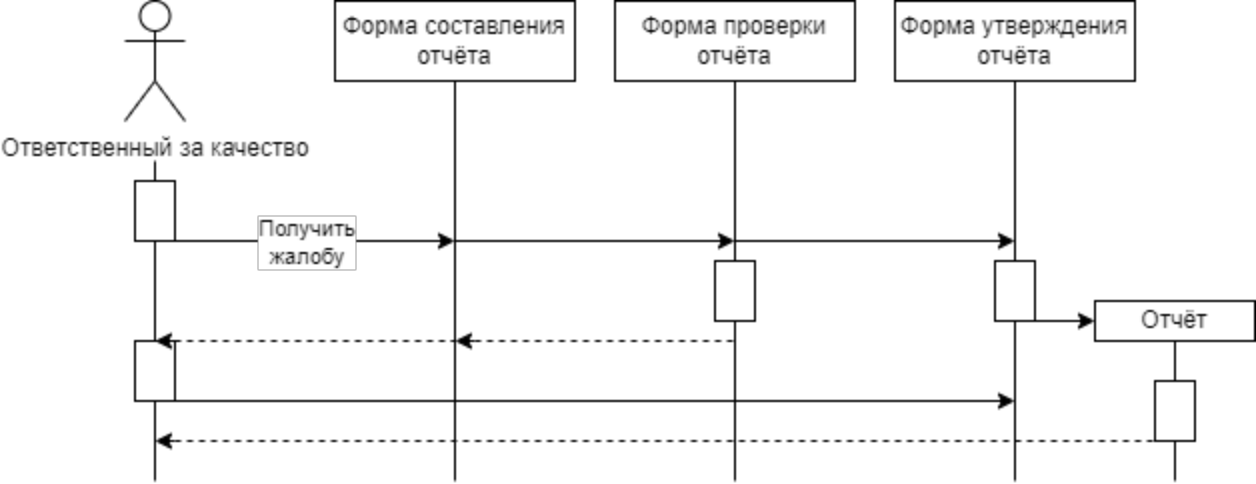 Форма составления
отчёта
Форма проверки
отчёта
Форма утверждения
отчёта
Ответственный за качество
Получить
жалобу
Отчёт